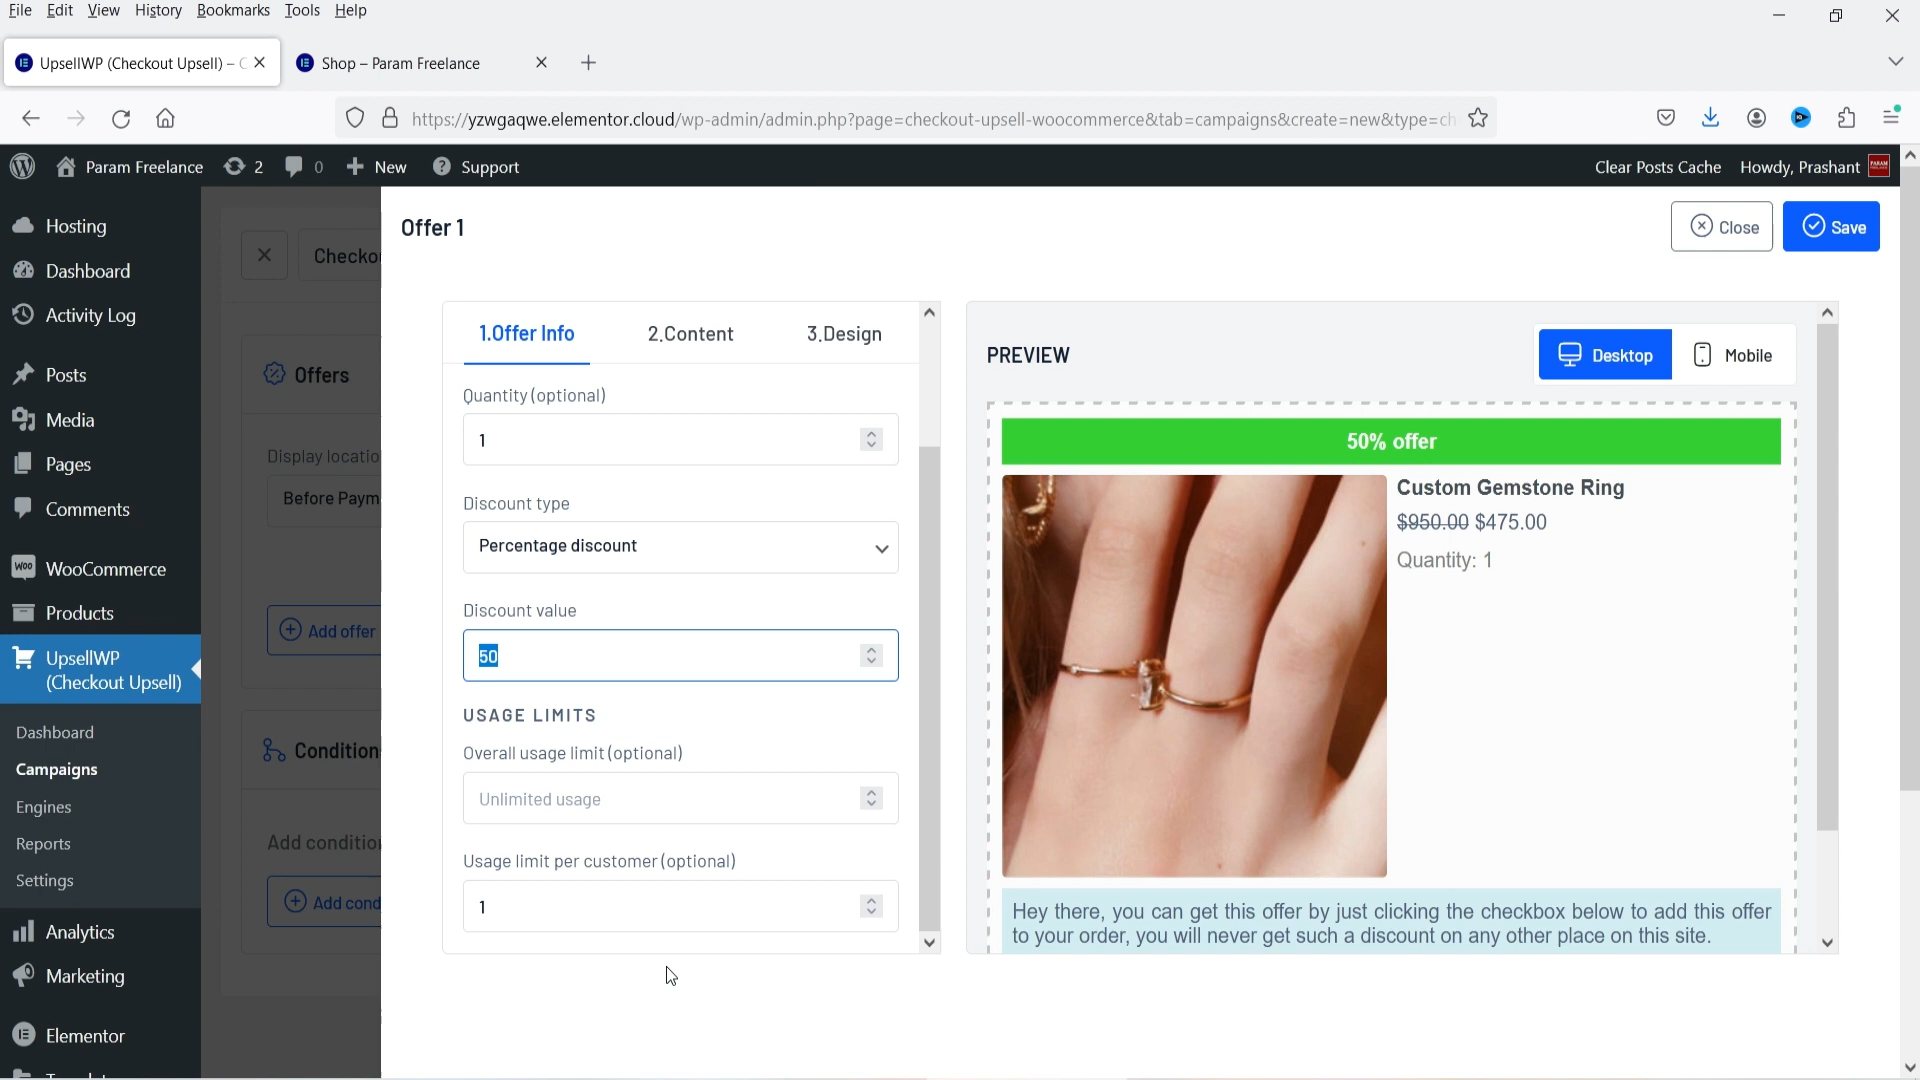 File Edit View History Bookmarks Tools Help
UpsellWP (Checkout Upsell) – C
Shop – Param Freelance
https://yzwgaqwe.elementor.cloud/wp-admin/admin.php?page=checkout-upsell-woocommerce&tab=campaigns&create=new&type=ch
Param Freelance 2 0 New Support
Clear Posts Cache Howdy, Prashant
Hosting
Dashboard
Activity Log
Posts
Media
Pages
Comments
WooCommerce
Products
UpsellWP
(Checkout Upsell)
Dashboard
Campaigns
Engines
Reports
Settings
Analytics
Marketing
Elementor
Checko
Offers
Display locatio
Before Paym
Add offer
Condition
Add conditio
Add cond
Offer 1
Close
Save
1.Offer Info
2.Content
3.Design
Quantity (optional)
1
Discount type
Percentage discount
Discount value
50
USAGE LIMITS
Overall usage limit (optional)
Unlimited usage
Usage limit per customer (optional)
1
PREVIEW
Desktop
Mobile
50% offer
Custom Gemstone Ring
$950.00 $475.00
Quantity: 1
Hey there, you can get this offer by just clicking the checkbox below to add this offer
to your order, you will never get such a discount on any other place on this site.